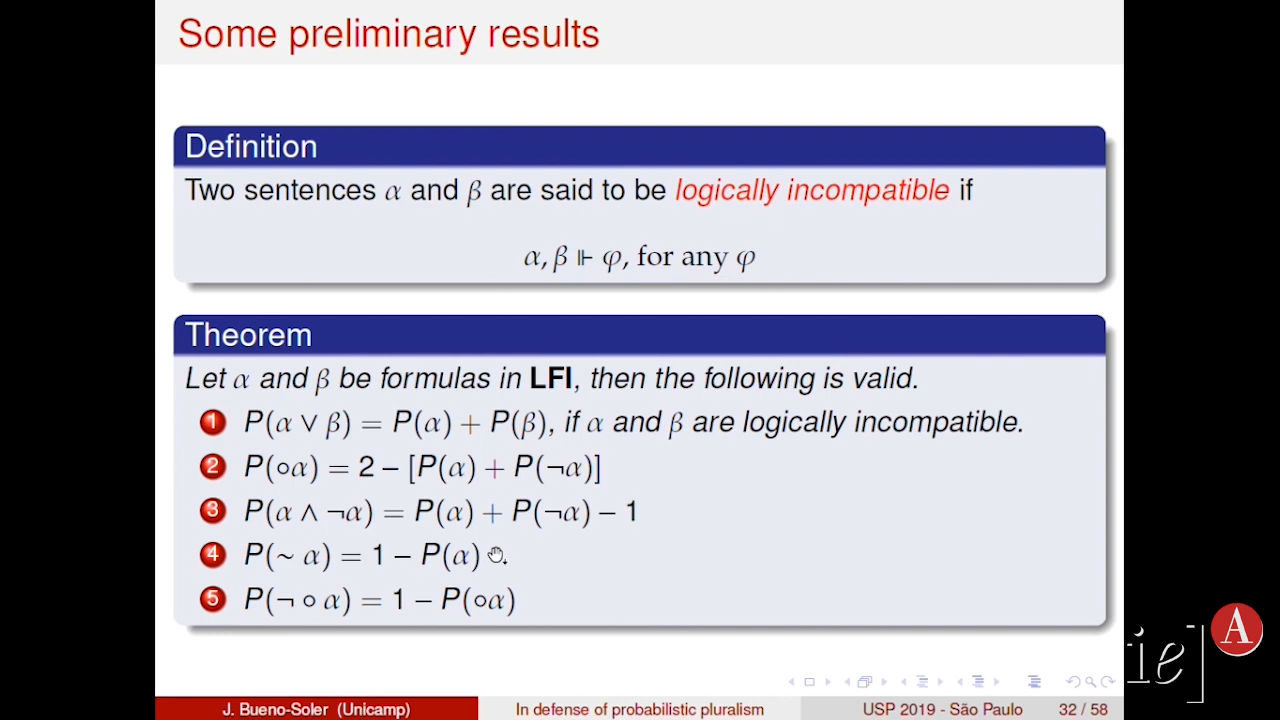 Some preliminary results
Definition
Two sentences α and β are said to be logically incompatible if
α, β ⊩ φ, for any φ
Theorem
Let α and β be formulas in LFI, then the following is valid.
1 P(α ∨ β) = P(α) + P(β), if α and β are logically incompatible.
2 P(∘α) = 2 − [P(α) + P(¬α)]
3 P(α ∧ ¬α) = P(α) + P(¬α) − 1
4 P(∼ α) = 1 − P(α)
5 P(¬ ∘ α) = 1 − P(∘α)
A
ie]
J. Bueno-Soler (Unicamp) In defense of probabilistic pluralism USP 2019 - São Paulo 32 / 58